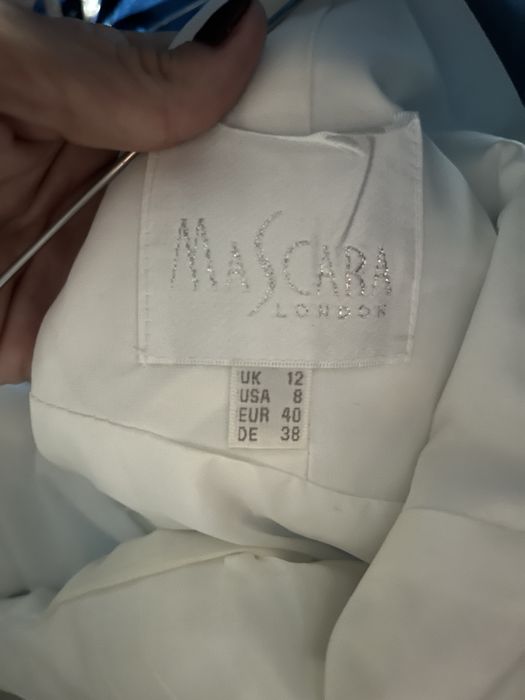 MASCARA
LONDON
UK 12
USA 8
EUR 40
DE 38